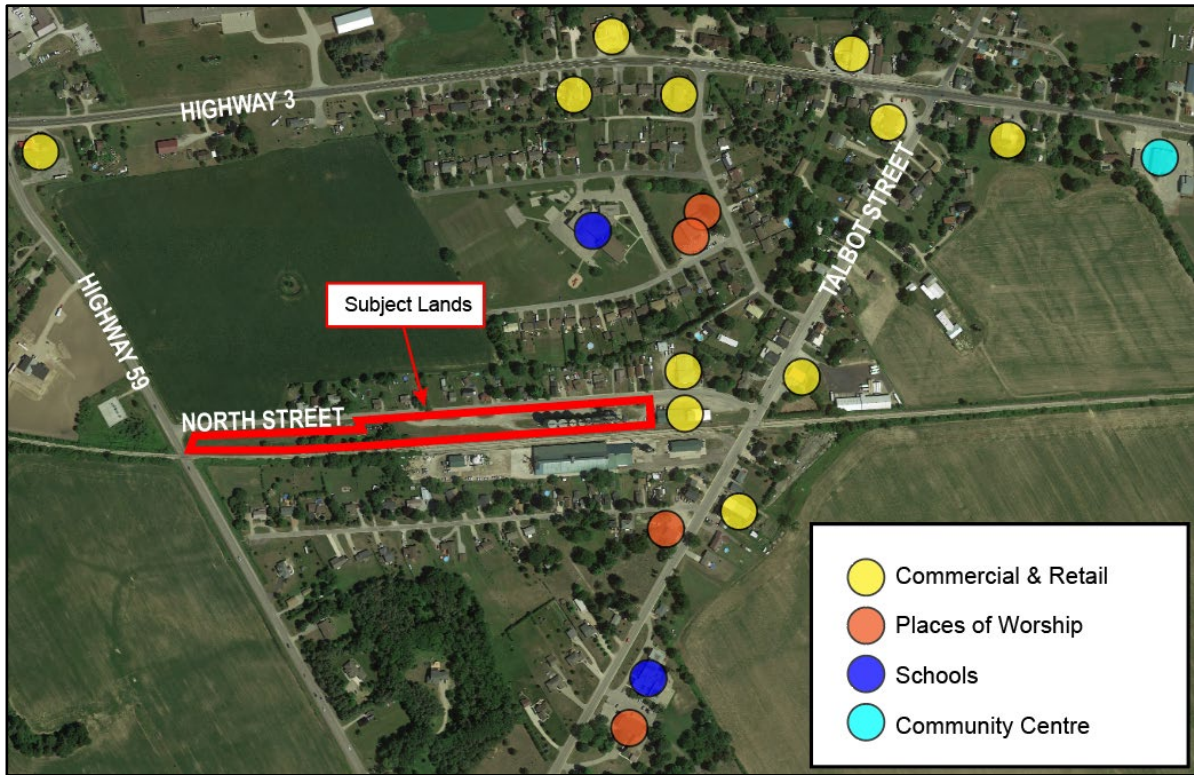 HIGHWAY 3
TALBOT STREET
HIGHWAY 59
Subject Lands
NORTH STREET
Commercial & Retail
Places of Worship
Schools
Community Centre